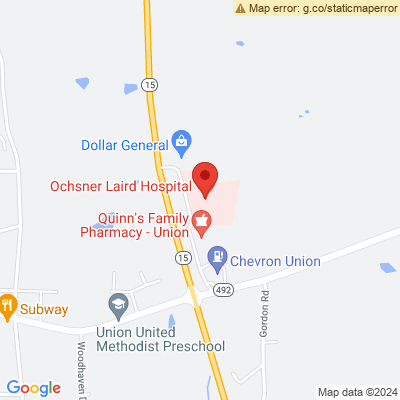 Map error: g.co/staticmaperror
15
Dollar General
Ochsner Laird Hospital
Quinn's Family
Pharmacy - Union
15
Chevron Union
492
Subway
Union United
Methodist Preschool
Gordon Rd
Woodhaven
Google
Map data ©2024